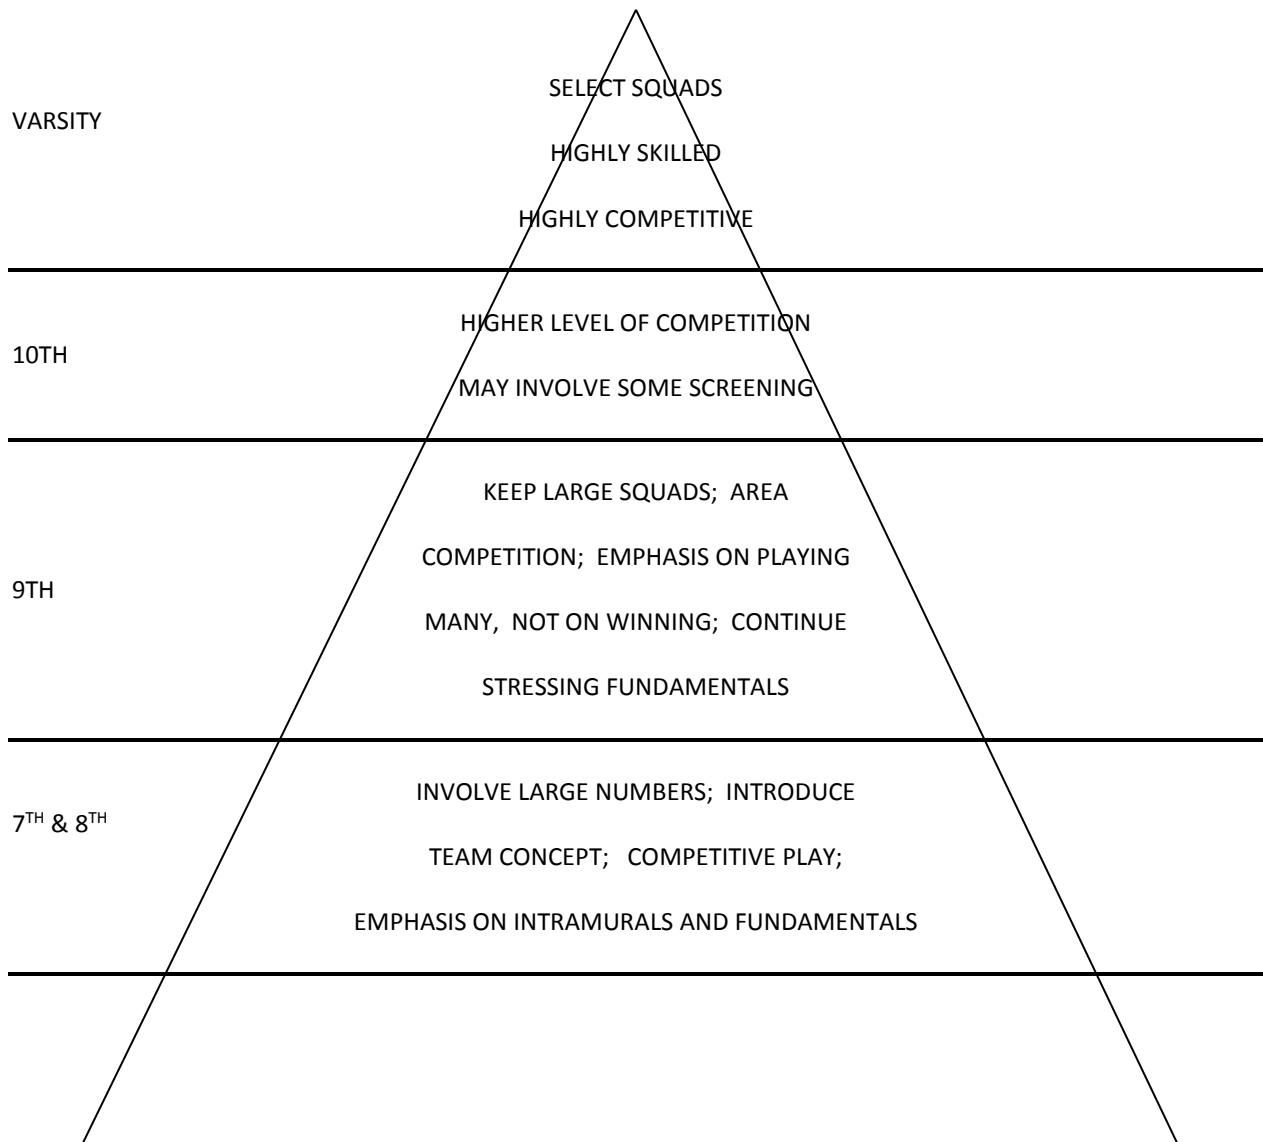 SELECT SQUADS
VARSITY
HIGHLY SKILLED
HIGHLY COMPETITIVE
HIGHER LEVEL OF COMPETITION
10TH
MAY INVOLVE SOME SCREENING
KEEP LARGE SQUADS;  AREA
COMPETITION;  EMPHASIS ON PLAYING
9TH
MANY,  NOT ON WINNING;  CONTINUE
STRESSING FUNDAMENTALS
INVOLVE LARGE NUMBERS;  INTRODUCE
7TH & 8TH
TEAM CONCEPT;   COMPETITIVE PLAY;
EMPHASIS ON INTRAMURALS AND FUNDAMENTALS